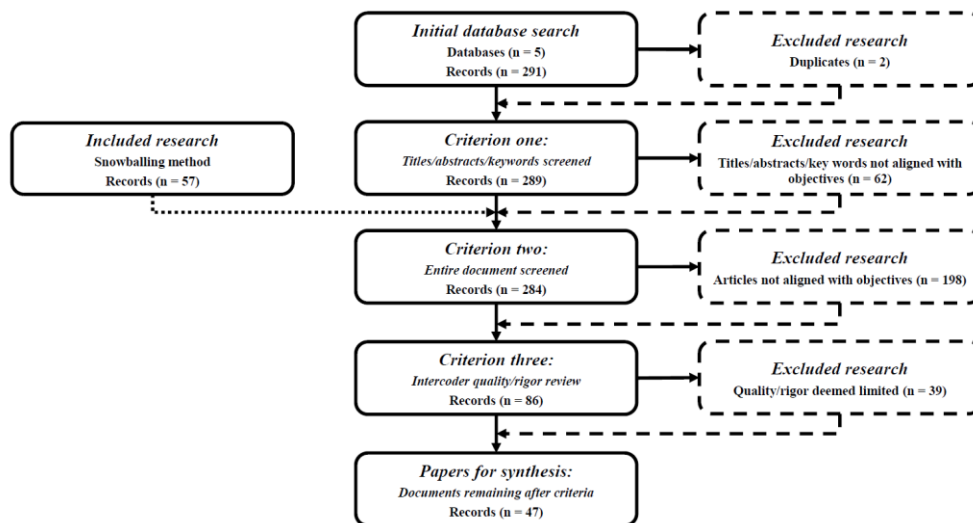 Initial database search
Databases (n = 5)
Records (n = 291)
Excluded research
Duplicates (n = 2)
Included research
Snowballing method
Records (n = 57)
Criterion one:
Titles/abstracts/keywords screened
Records (n = 289)
Excluded research
Titles/abstracts/key words not aligned with
objectives (n = 62)
Criterion two:
Entire document screened
Records (n = 284)
Excluded research
Articles not aligned with objectives (n = 198)
Criterion three:
Intercoder quality/rigor review
Records (n = 86)
Excluded research
Quality/rigor deemed limited (n = 39)
Papers for synthesis:
Documents remaining after criteria
Records (n = 47)